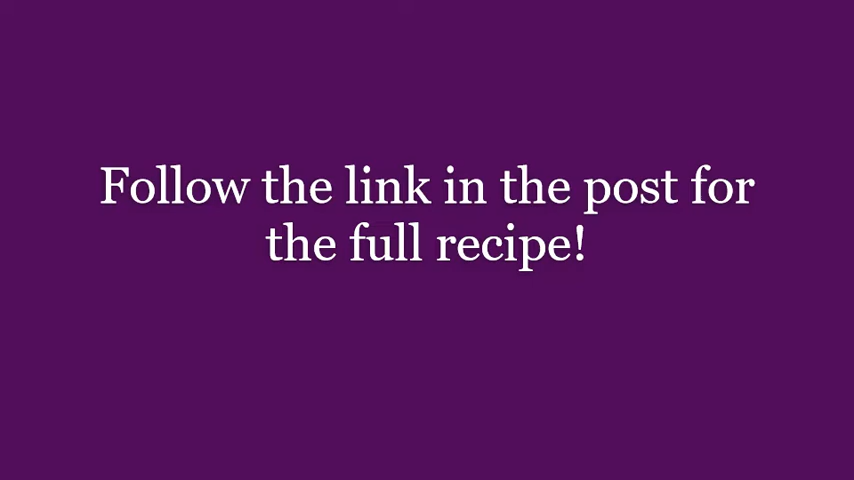 Follow the link in the post for
the full recipe!